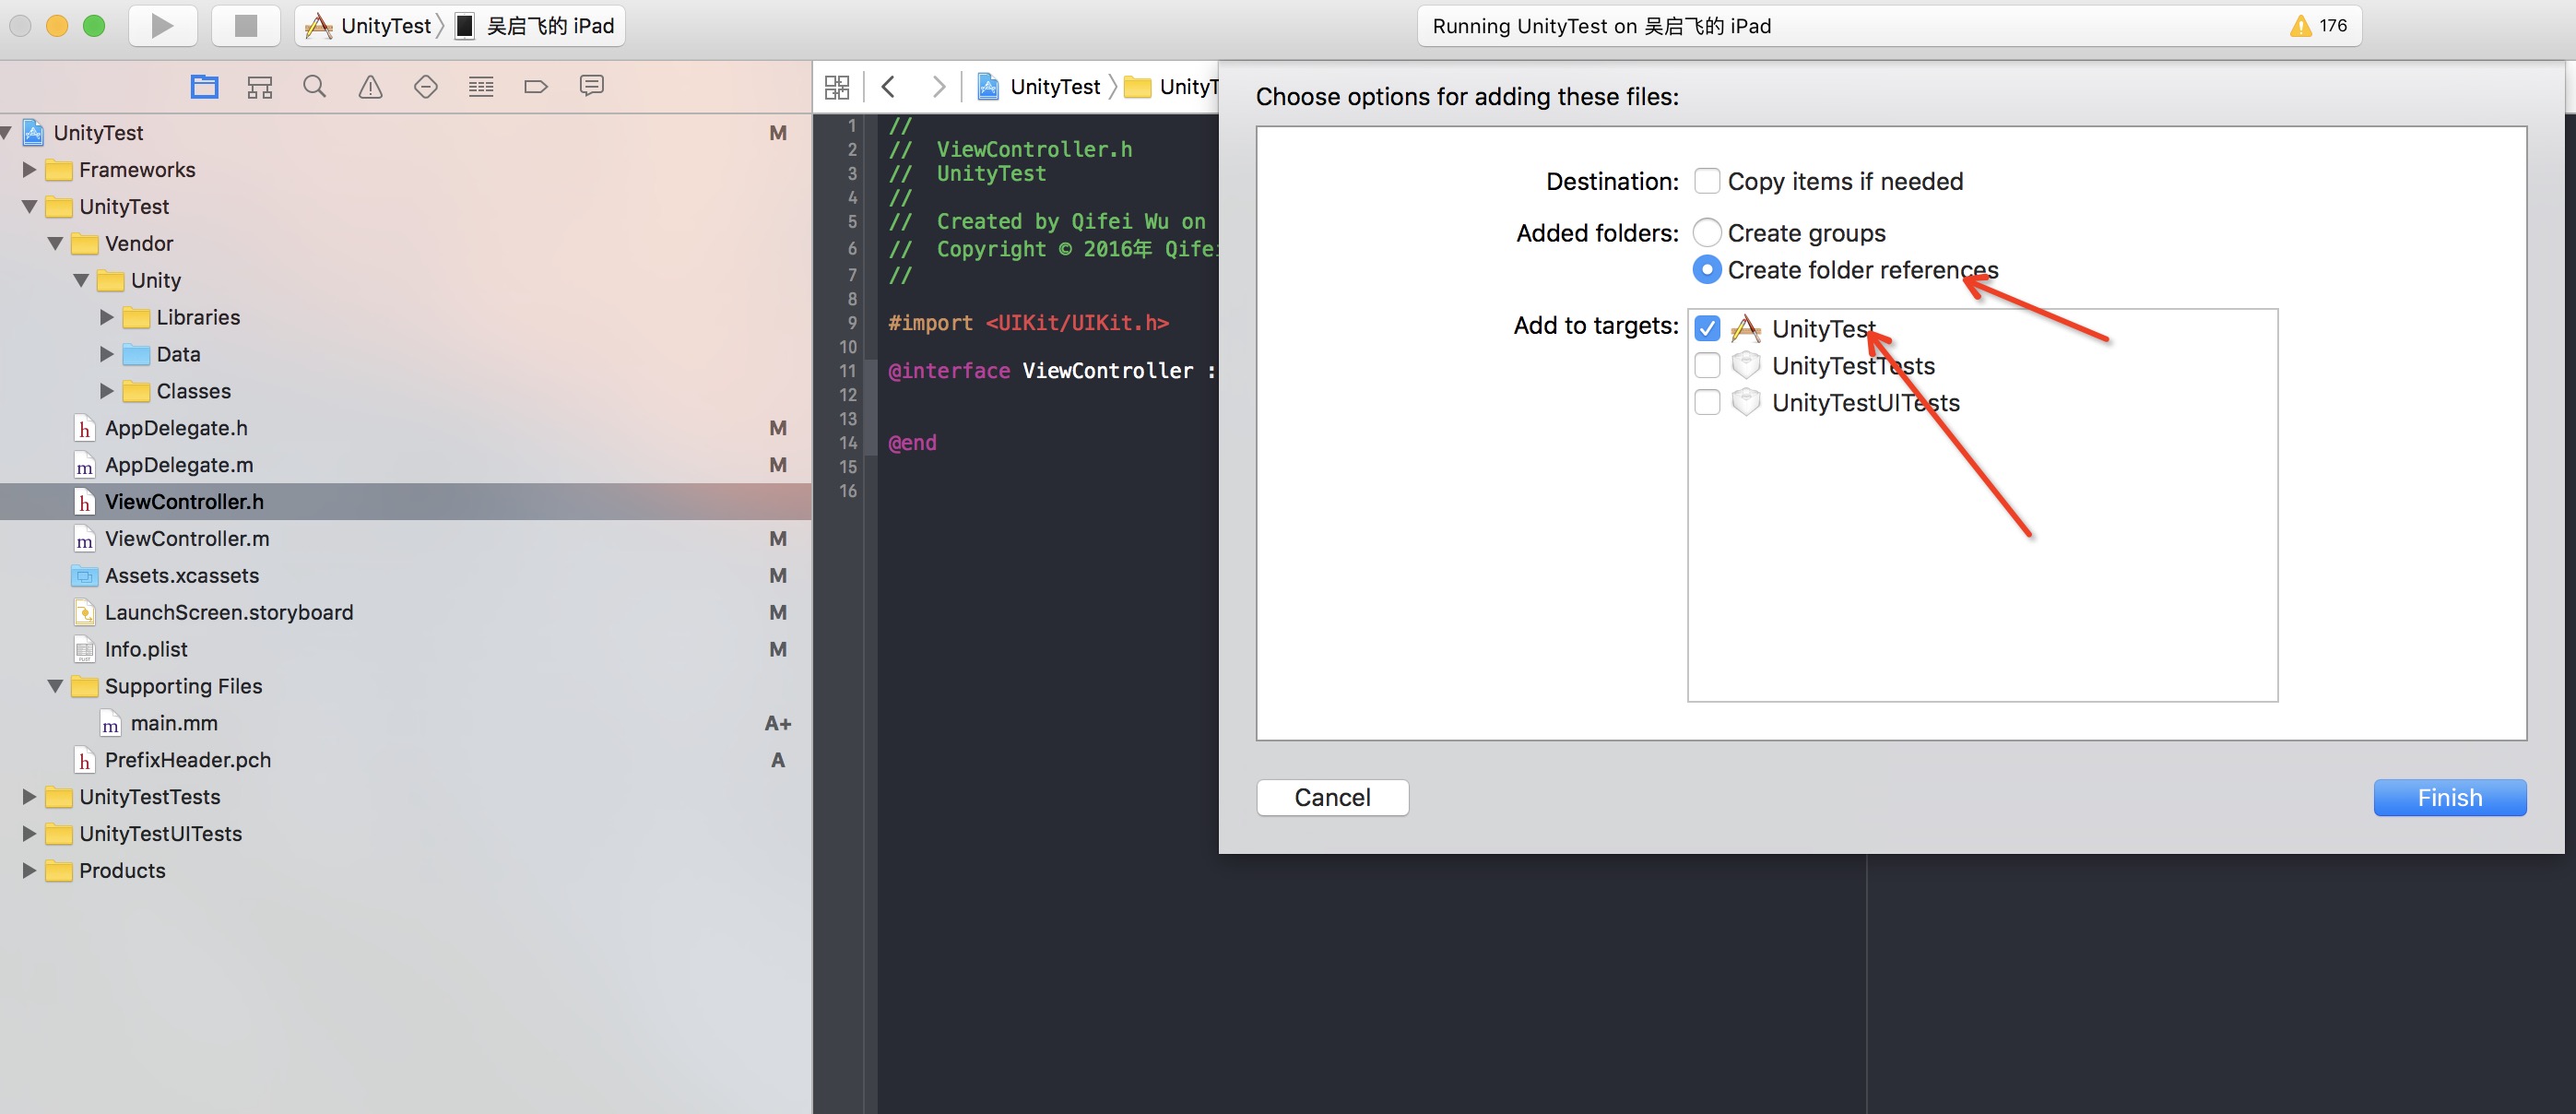 UnityTest 〉 吴启飞的 iPad
Running UnityTest on 吴启飞的 iPad
176
UnityTest M
Frameworks
UnityTest
Vendor
Unity
Libraries
Data
Classes
AppDelegate.h M
AppDelegate.m M
ViewController.h
ViewController.m M
Assets.xcassets M
LaunchScreen.storyboard M
Info.plist M
Supporting Files
main.mm A+
PrefixHeader.pch A
UnityTestTests
UnityTestUITests
Products
UnityTest 〉 UnityT
1 //
2 //  ViewController.h
3 //  UnityTest
4 //
5 //  Created by Qifei Wu on
6 //  Copyright © 2016年 Qifei
7 //
8
9 #import <UIKit/UIKit.h>
10
11 @interface ViewController :
12
13
14 @end
15
16
Choose options for adding these files:
Destination: Copy items if needed
Added folders: Create groups
Create folder references
Add to targets: UnityTest
UnityTestTests
UnityTestUITests
Cancel
Finish